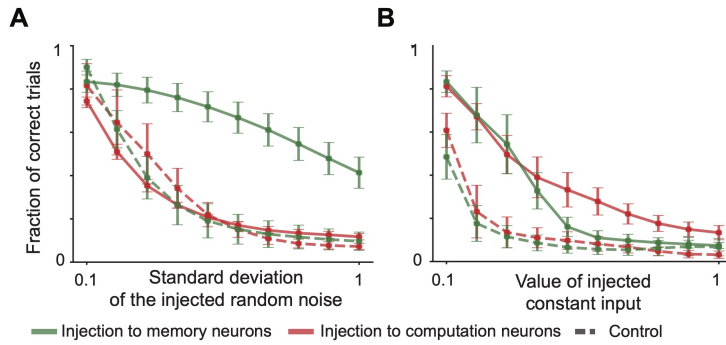 A
B
1
1
Fraction of correct trials
0
0
0.1
1
0.1
1
Standard deviation
of the injected random noise
Value of injected
constant input
Injection to memory neurons
Injection to computation neurons
Control